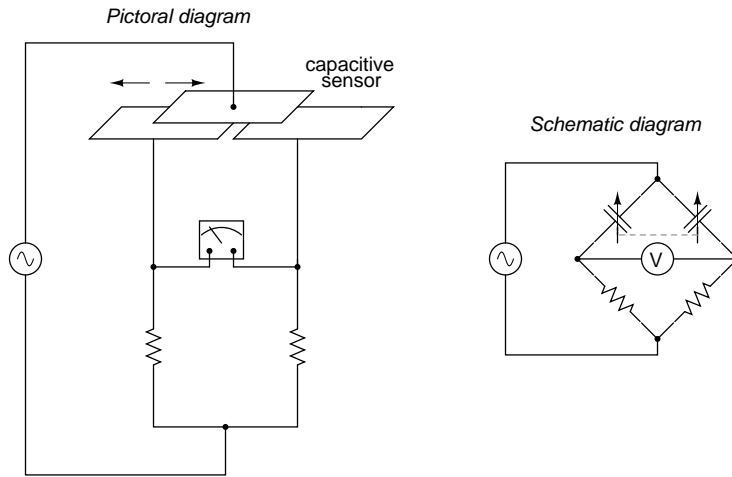 Pictoral diagram
capacitive
sensor
Schematic diagram
V